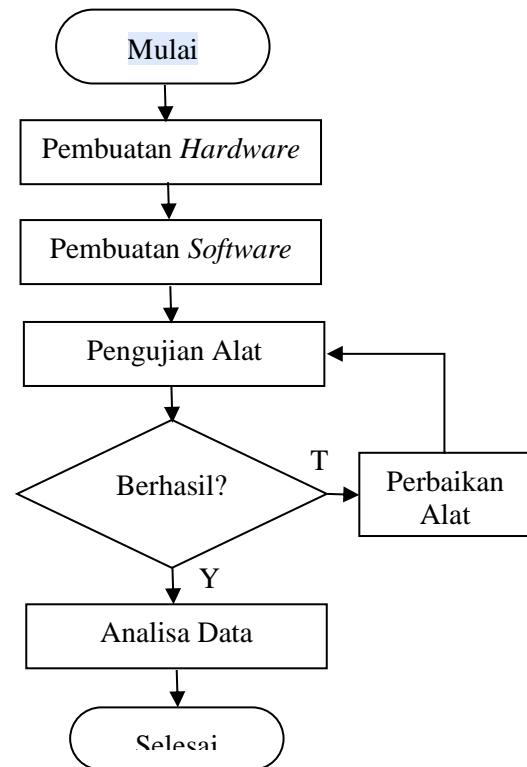 Mulai
Pembuatan Hardware
Pembuatan Software
Pengujian Alat
Berhasil?
T
Perbaikan
Alat
Y
Analisa Data
Selesai